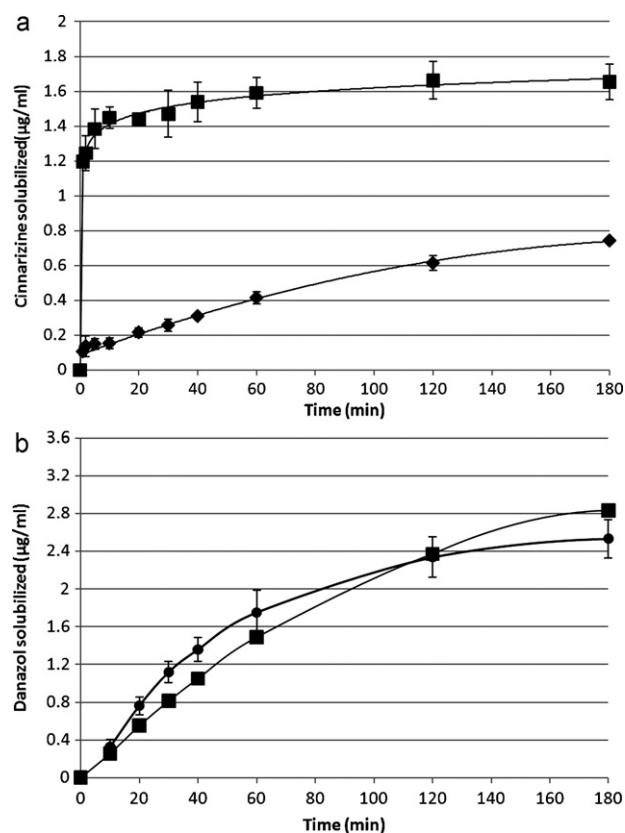 a
Cinnarizine solubilized(µg/ml)
2
1.8
1.6
1.4
1.2
1
0.8
0.6
0.4
0.2
0
0 20 40 60 80 100 120 140 160 180
Time (min)
b
Danazol solubilized (µg/ml)
3.6
3.2
2.8
2.4
2
1.6
1.2
0.8
0.4
0
0 20 40 60 80 100 120 140 160 180
Time (min)